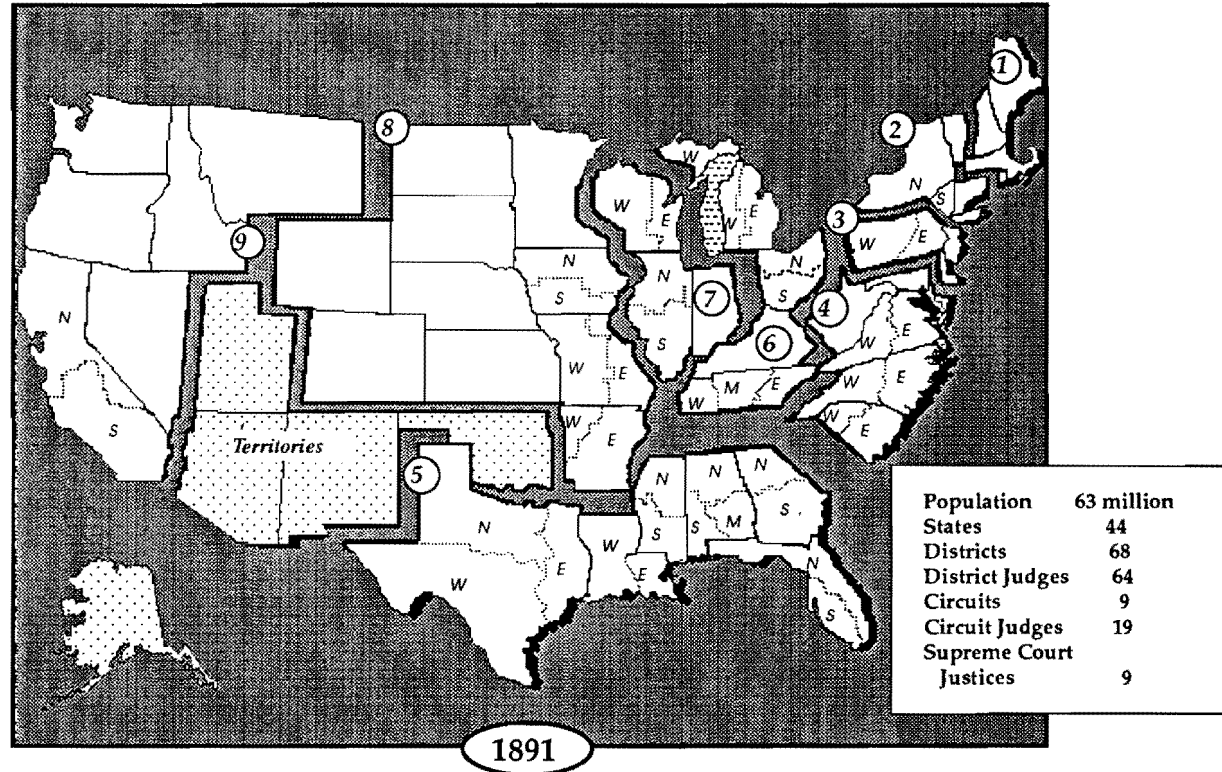 1
8
2
W
N
S
3
9
W
E
W
E
W
E
N
N
N
S
S
7
4
N
W
E
S
6
W
E
S
W
E
W
M
E
W
E
S
W
E
W
E
Territories
5
N
N
N
N
S
S
M
S
W
E
W
E
N
S
Population 63 million
States 44
Districts 68
District Judges 64
Circuits 9
Circuit Judges 19
Supreme Court
Justices 9
1891